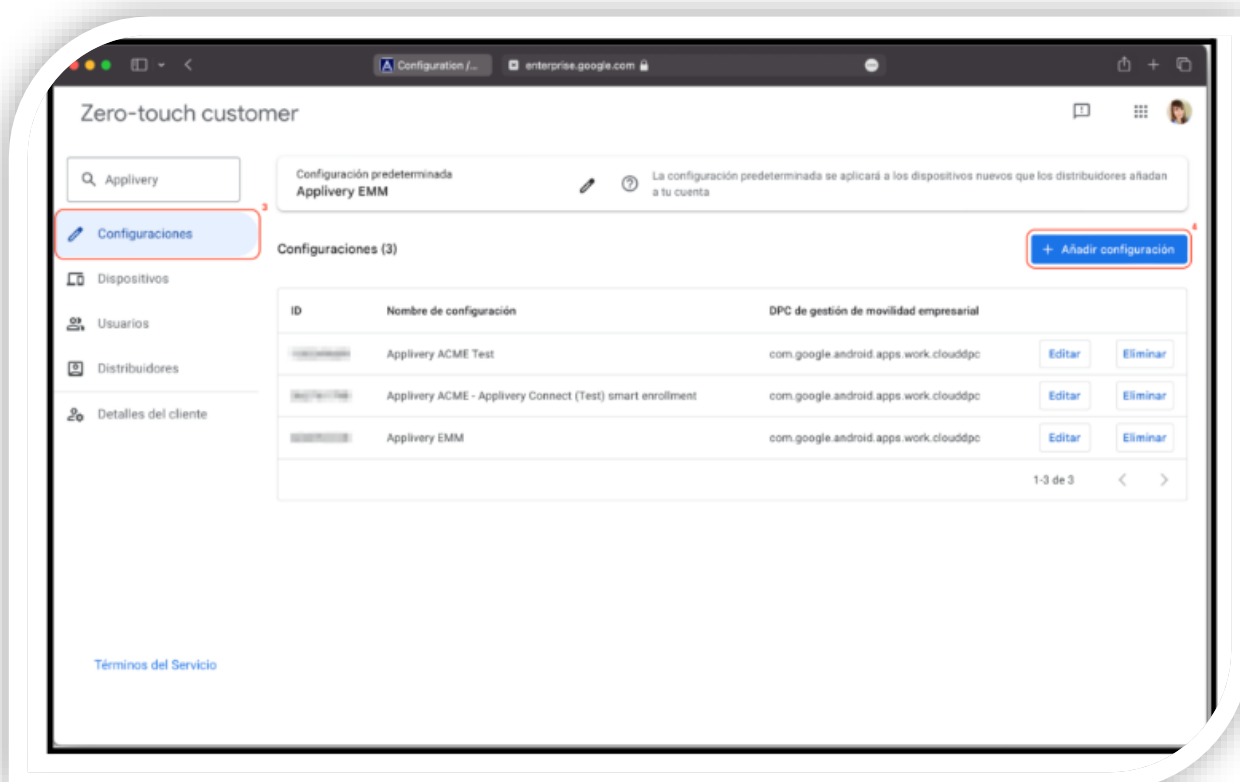 Configuration /...
enterprise.google.com
Zero-touch customer
Applivery
Configuración predeterminada
Applivery EMM
La configuración predeterminada se aplicará a los dispositivos nuevos que los distribuidores añadan
a tu cuenta
3
Configuraciones
Dispositivos
Usuarios
Distribuidores
Detalles del cliente
Términos del Servicio
Configuraciones (3)
4
+ Añadir configuración
ID Nombre de configuración DPC de gestión de movilidad empresarial
Applivery ACME Test com.google.android.apps.work.clouddpc Editar Eliminar
Applivery ACME - Applivery Connect (Test) smart enrollment com.google.android.apps.work.clouddpc Editar Eliminar
Applivery EMM com.google.android.apps.work.clouddpc Editar Eliminar
1-3 de 3